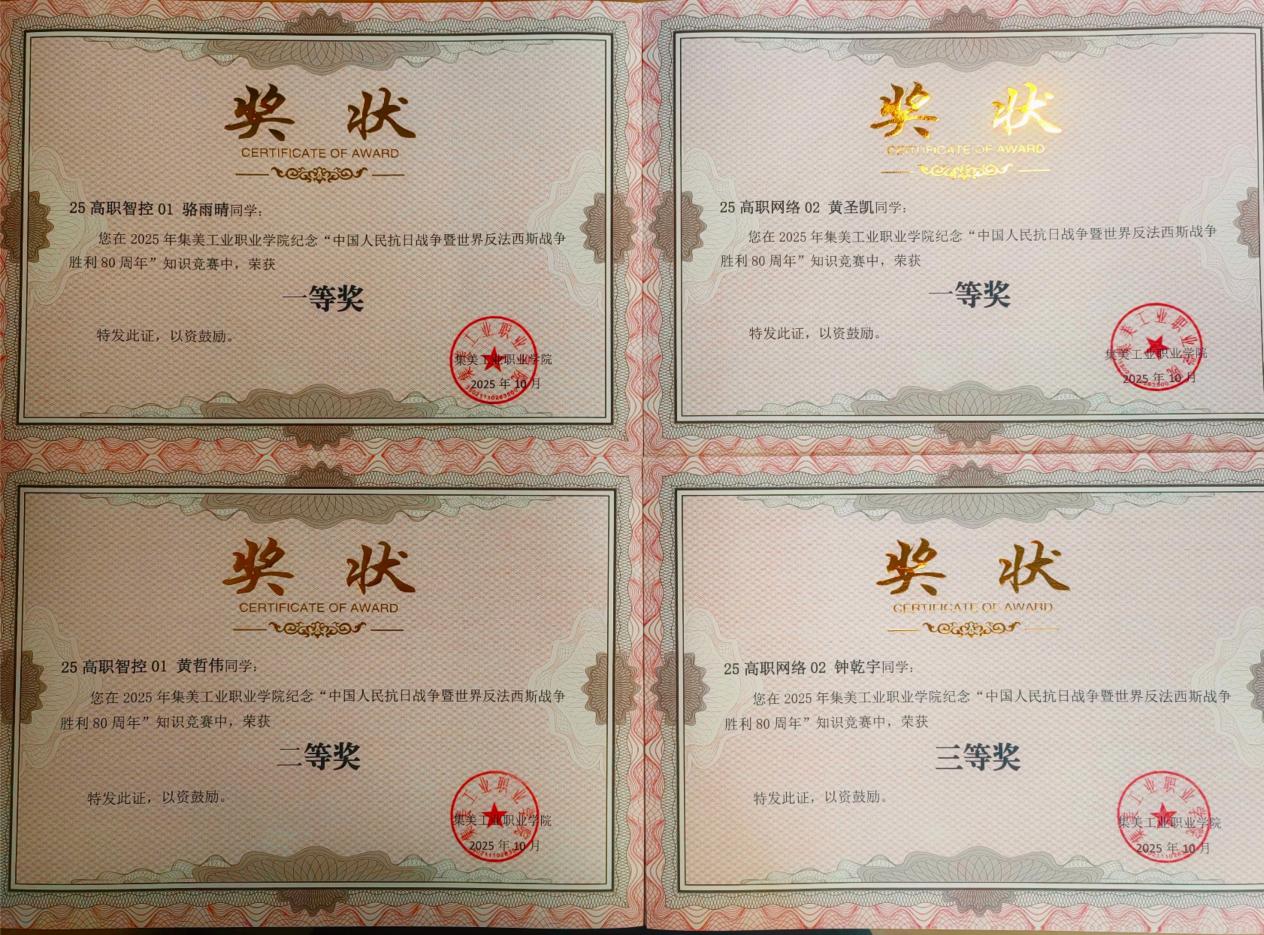 奖状
CERTIFICATE OF AWARD
25 高职智控 01 骆雨晴同学：
您在 2025 年集美工业职业学院纪念“中国人民抗日战争暨世界反法西斯战争
胜利 80 周年”知识竞赛中，荣获
一等奖
特发此证，以资鼓励。
集美工业职业学院
2025 年 10 月
奖状
CERTIFICATE OF AWARD
25 高职网络 02 黄圣凯同学：
您在 2025 年集美工业职业学院纪念“中国人民抗日战争暨世界反法西斯战争
胜利 80 周年”知识竞赛中，荣获
一等奖
特发此证，以资鼓励。
集美工业职业学院
2025 年 10 月
奖状
CERTIFICATE OF AWARD
25 高职智控 01 黄哲伟同学：
您在 2025 年集美工业职业学院纪念“中国人民抗日战争暨世界反法西斯战争
胜利 80 周年”知识竞赛中，荣获
二等奖
特发此证，以资鼓励。
集美工业职业学院
2025 年 10 月
奖状
CERTIFICATE OF AWARD
25 高职网络 02 钟乾宇同学：
您在 2025 年集美工业职业学院纪念“中国人民抗日战争暨世界反法西斯战争
胜利 80 周年”知识竞赛中，荣获
三等奖
特发此证，以资鼓励。
集美工业职业学院
2025 年 10 月